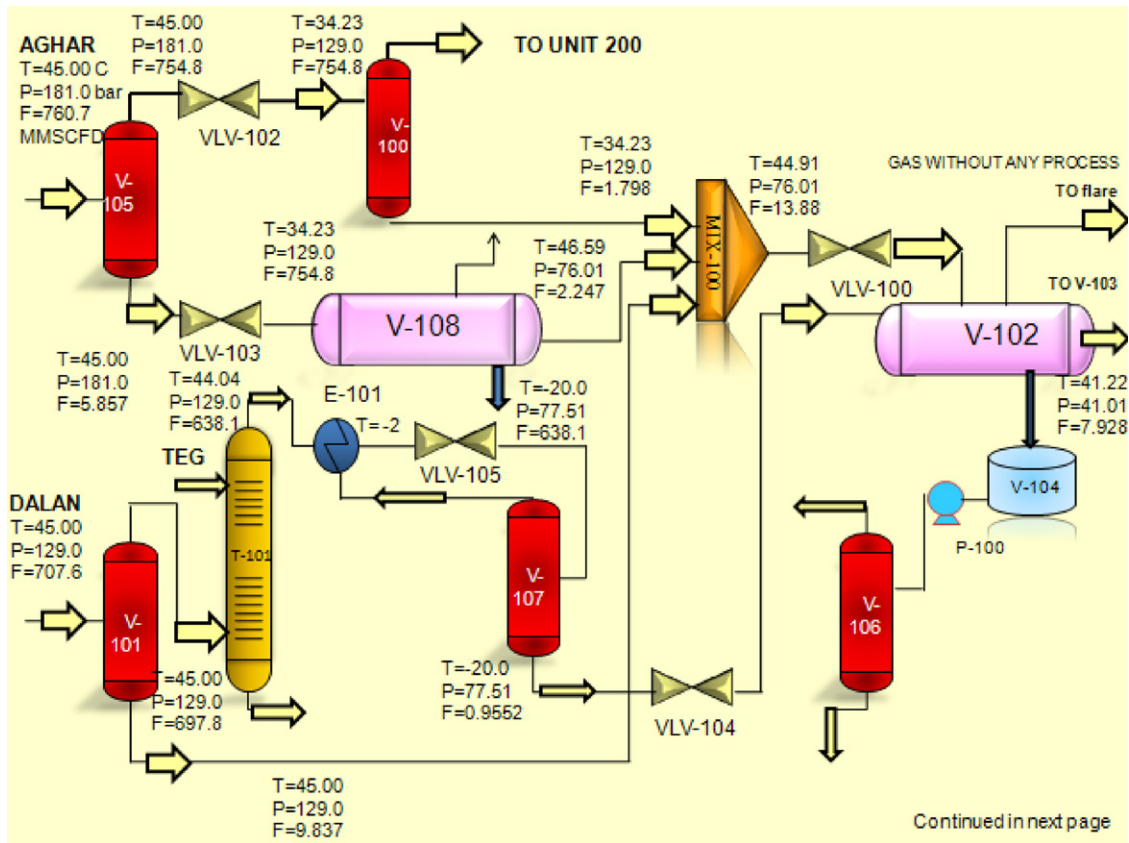 AGHAR
T=45.00 C
P=181.0 bar
F=760.7
MMSCFD
T=45.00
P=181.0
F=754.8
VLV-102
T=34.23
P=129.0
F=754.8
TO UNIT 200
V-
100
V-
105
T=34.23
P=129.0
F=1.798
T=44.91
P=76.01
F=13.88
GAS WITHOUT ANY PROCESS
TO flare
MIX-100
T=34.23
P=129.0
F=754.8
T=46.59
P=76.01
F=2.247
VLV-100
TO V-103
V-108
V-102
VLV-103
T=45.00
P=181.0
F=5.857
T=44.04
P=129.0
F=638.1
E-101
T= -2
T=-20.0
P=77.51
F=638.1
VLV-105
T=41.22
P=41.01
F=7.928
TEG
V-104
P-100
DALAN
T=45.00
P=129.0
F=707.6
T-101
V-
107
V-
106
V-
101
T=45.00
P=129.0
F=697.8
T=-20.0
P=77.51
F=0.9552
VLV-104
T=45.00
P=129.0
F=9.837
Continued in next page